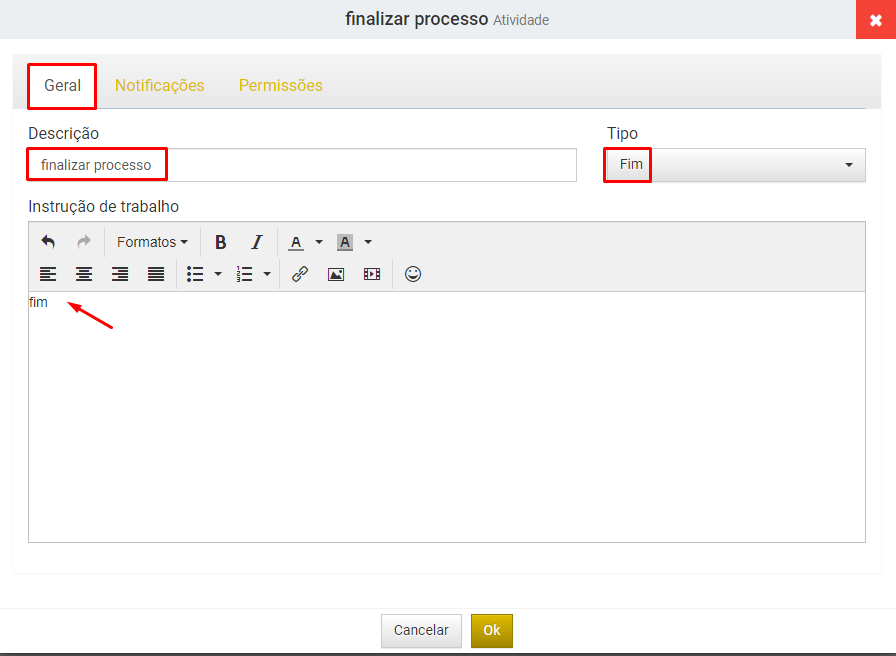 finalizar processo Atividade
Geral Notificações Permissões
Descrição Tipo
finalizar processo Fim
Instrução de trabalho
Formatos B I A A
fim
Cancelar Ok